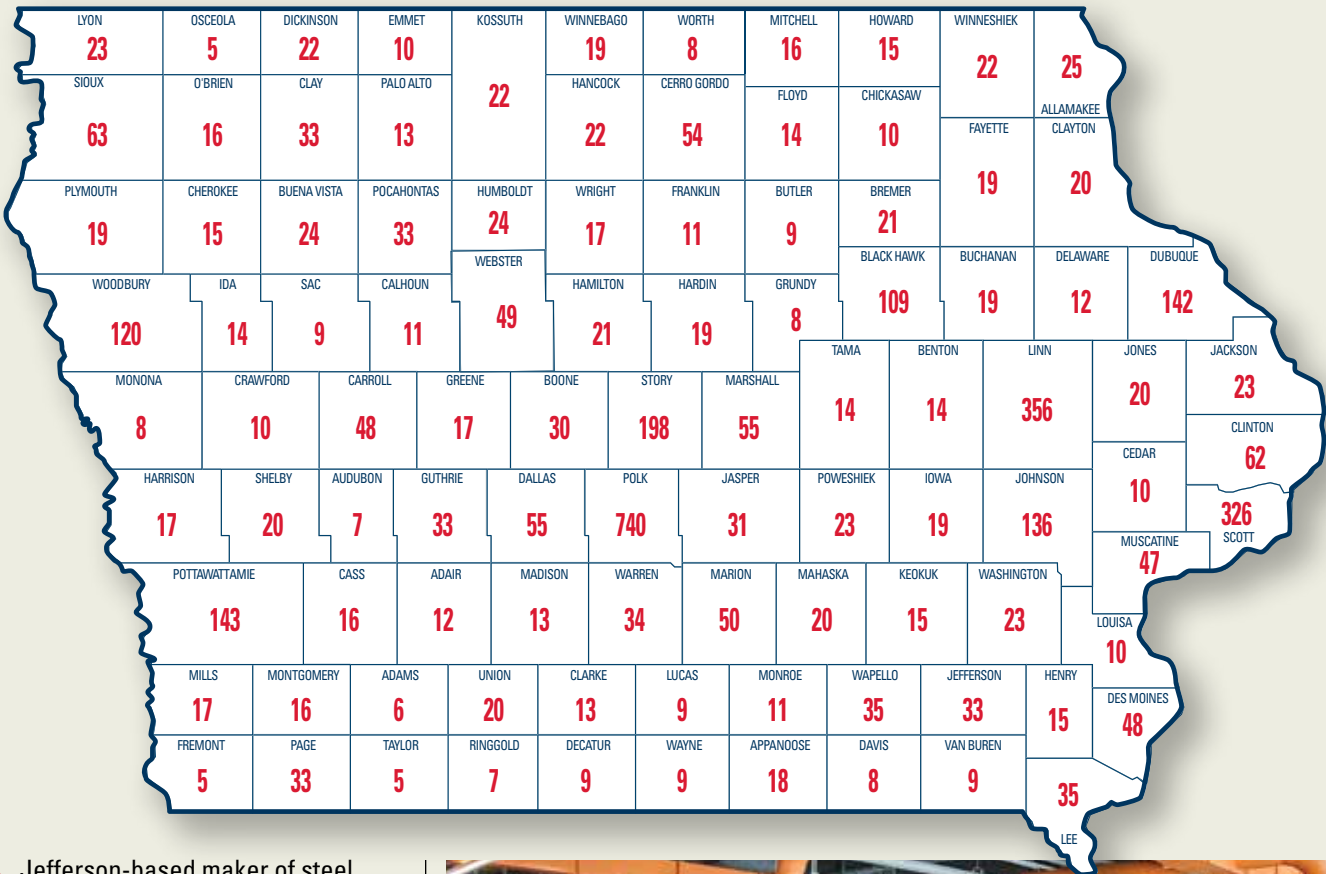 LYON OSCEOLA DICKINSON EMMET KOSSUTH WINNEBAGO WORTH MITCHELL HOWARD WINNESHIEK
23 5 22 10 19 8 16 15
22 25
SIOUX O'BRIEN CLAY PALO ALTO HANCOCK CERRO GORDO
22
FLOYD CHICKASAW
ALLAMAKEE
63 16 33 13 22 54 14 10
FAYETTE CLAYTON
19 20
PLYMOUTH CHEROKEE BUENA VISTA POCAHONTAS HUMBOLDT WRIGHT FRANKLIN BUTLER BREMER
19 15 24 33 24 17 11 9 21
WEBSTER
BLACK HAWK BUCHANAN DELAWARE DUBUQUE
WOODBURY IDA SAC CALHOUN HAMILTON HARDIN GRUNDY
120 14 9 11 49 21 19 8 109 19 12 142
TAMA BENTON LINN JONES JACKSON
14 14 356 20 23
MONONA CRAWFORD CARROLL GREENE BOONE STORY MARSHALL
8 10 48 17 30 198 55
CLINTON
62
CEDAR
10
HARRISON SHELBY AUDUBON GUTHRIE DALLAS POLK JASPER POWESHIEK IOWA JOHNSON
17 20 7 33 55 740 31 23 19 136
326
SCOTT
MUSCATINE
47
POTTAWATTAMIE CASS ADAIR MADISON WARREN MARION MAHASKA KEOKUK WASHINGTON
143 16 12 13 34 50 20 15 23
LOUISA
10
MILLS MONTGOMERY ADAMS UNION CLARKE LUCAS MONROE WAPELLO JEFFERSON HENRY
17 16 6 20 13 9 11 35 33 15
DES MOINES
48
FREMONT PAGE TAYLOR RINGGOLD DECATUR WAYNE APPANOOSE DAVIS VAN BUREN
5 33 5 7 9 9 18 8 9
35
LEE
Jefferson-based maker of steel